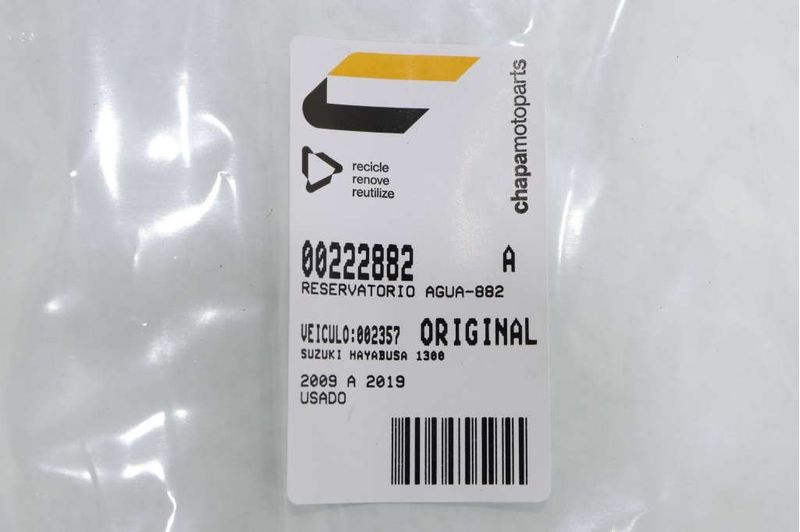 chapamotoparts
recicle
renove
reutilize
00222882 A
RESERVATORIO AGUA-882
VEICULO:002357 ORIGINAL
SUZUKI HAYABUSA 1300
2009 A 2019
USADO